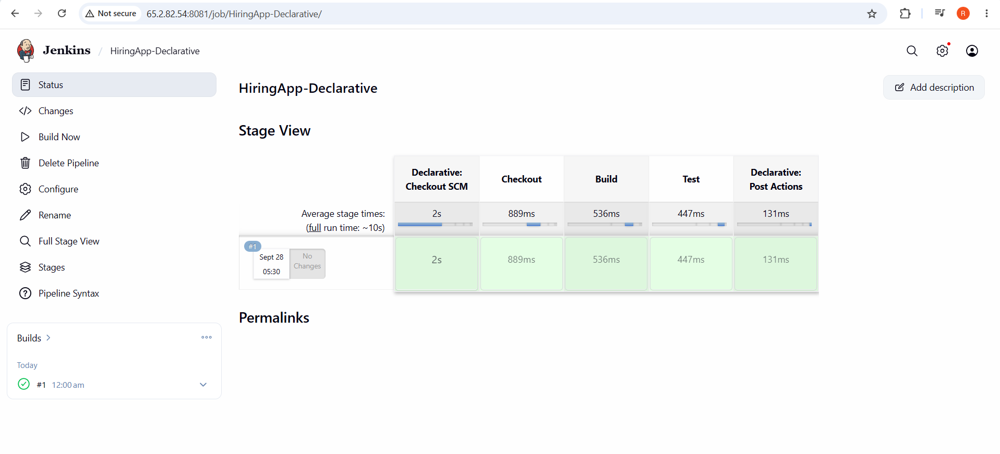 Not secure
65.2.82.54:8081/job/HiringApp-Declarative/
R
Jenkins / HiringApp-Declarative
Status
Changes
Build Now
Delete Pipeline
Configure
Rename
Full Stage View
Stages
Pipeline Syntax
Builds
Today
#1 12:00 am
HiringApp-Declarative
Add description
Stage View
Declarative: Checkout SCM
Checkout
Build
Test
Declarative: Post Actions
Average stage times:
(full run time: ~10s)
2s
889ms
536ms
447ms
131ms
#1
Sept 28
05:30
No
Changes
2s
889ms
536ms
447ms
131ms
Permalinks